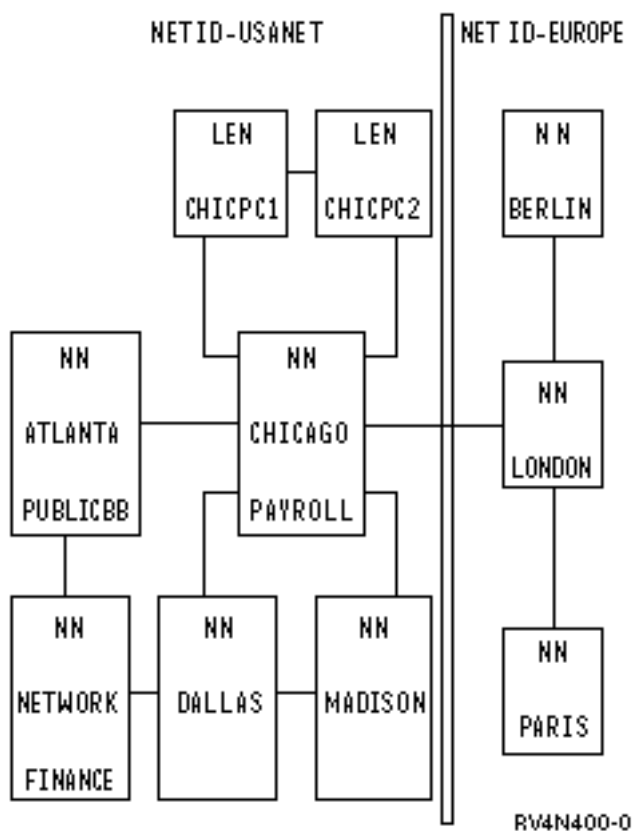 NETID-USANET
NET ID-EUROPE
LEN
CHICPC1
LEN
CHICPC2
NN
BERLIN
NN
ATLANTA
PUBLICBB
NN
CHICAGO
PAYROLL
NN
LONDON
NN
NETWORK
FINANCE
NN
DALLAS
NN
MADISON
NN
PARIS
RV4N400-0